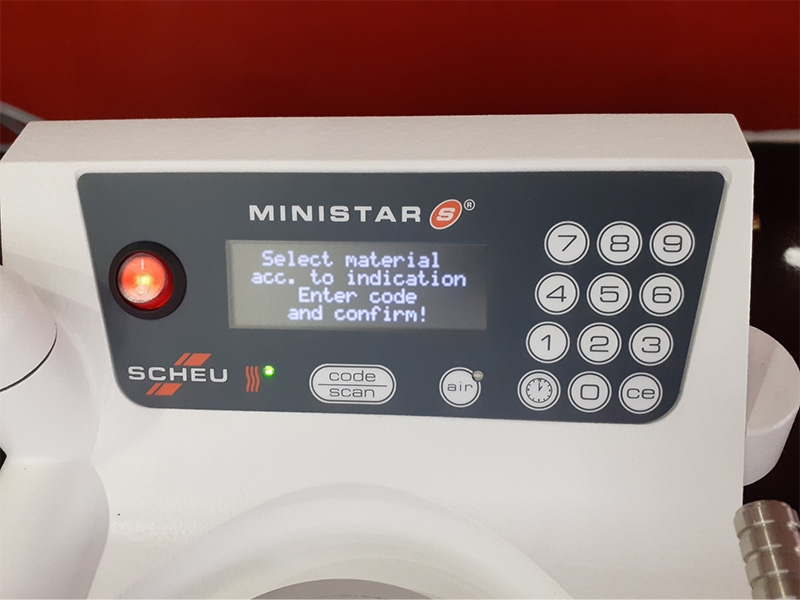 MINISTAR S®
Select material
acc. to indication
Enter code
and confirm!
7 8 9
4 5 6
1 2 3
0 ce
SCHEU
code
scan
air